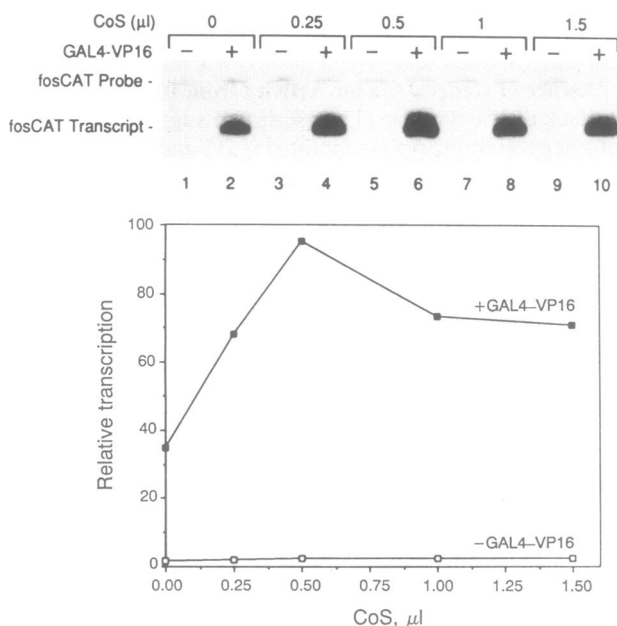 CoS (μl) 0 0.25 0.5 1 1.5
GAL4-VP16 – + – + – + – + – +
fosCAT Probe -
fosCAT Transcript -
1 2 3 4 5 6 7 8 9 10
100
80
60
40
20
0
Relative transcription
+GAL4–VP16
–GAL4–VP16
0.00 0.25 0.50 0.75 1.00 1.25 1.50
CoS, μl